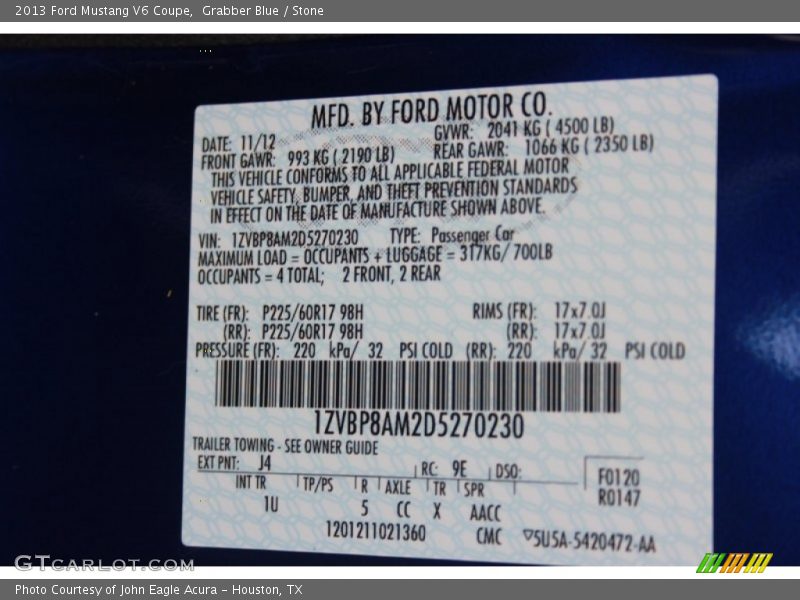 2013 Ford Mustang V6 Coupe,  Grabber Blue / Stone
MFD. BY FORD MOTOR CO.
DATE: 11/12 GVWR: 2041 KG ( 4500 LB)
FRONT GAWR: 993 KG ( 2190 LB) REAR GAWR: 1066 KG ( 2350 LB)
THIS VEHICLE CONFORMS TO ALL APPLICABLE FEDERAL MOTOR
VEHICLE SAFETY, BUMPER, AND THEFT PREVENTION STANDARDS
IN EFFECT ON THE DATE OF MANUFACTURE SHOWN ABOVE.
VIN: 1ZVBP8AM2D5270230 TYPE: Passenger Car
MAXIMUM LOAD = OCCUPANTS + LUGGAGE = 317KG/ 700LB
OCCUPANTS = 4 TOTAL; 2 FRONT, 2 REAR
TIRE (FR): P225/60R17 98H RIMS (FR): 17x7.0J
(RR): P225/60R17 98H (RR): 17x7.0J
PRESSURE (FR): 220 kPa/ 32 PSI COLD (RR): 220 kPa/ 32 PSI COLD
1ZVBP8AM2D5270230
TRAILER TOWING - SEE OWNER GUIDE
EXT PNT: J4 RC: 9E DSO: F0120
INT TR TP/PS R AXLE TR SPR R0147
1U 5 CC X AACC
1201211021360 CMC ▽5U5A-5420472-AA
GTCarLot.com
Photo Courtesy of John Eagle Acura - Houston, TX